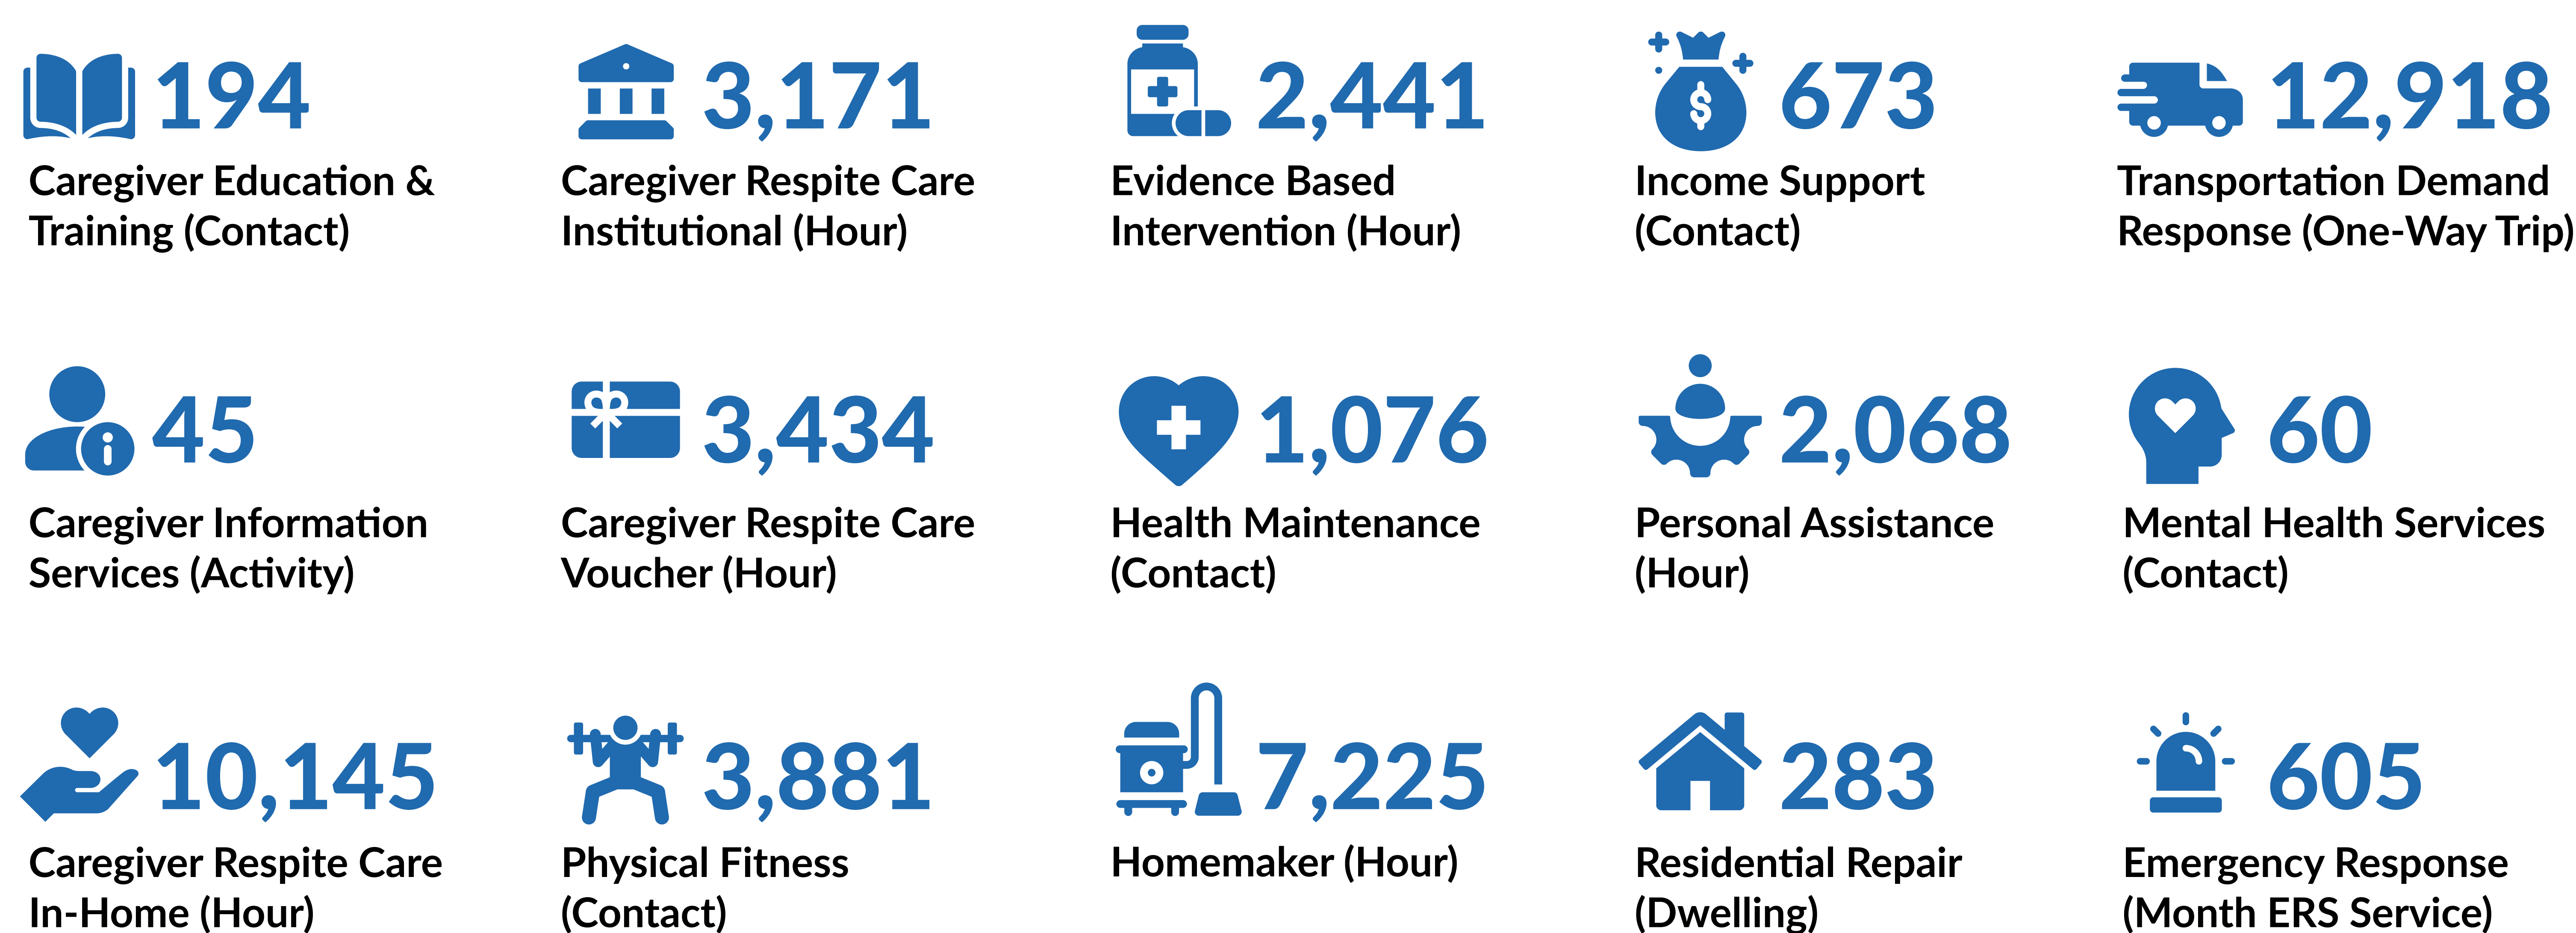 194
Caregiver Education &
Training (Contact)
3,171
Caregiver Respite Care
Institutional (Hour)
2,441
Evidence Based
Intervention (Hour)
673
Income Support
(Contact)
12,918
Transportation Demand
Response (One-Way Trip)
45
Caregiver Information
Services (Activity)
3,434
Caregiver Respite Care
Voucher (Hour)
1,076
Health Maintenance
(Contact)
2,068
Personal Assistance
(Hour)
60
Mental Health Services
(Contact)
10,145
Caregiver Respite Care
In-Home (Hour)
3,881
Physical Fitness
(Contact)
7,225
Homemaker (Hour)
283
Residential Repair
(Dwelling)
605
Emergency Response
(Month ERS Service)